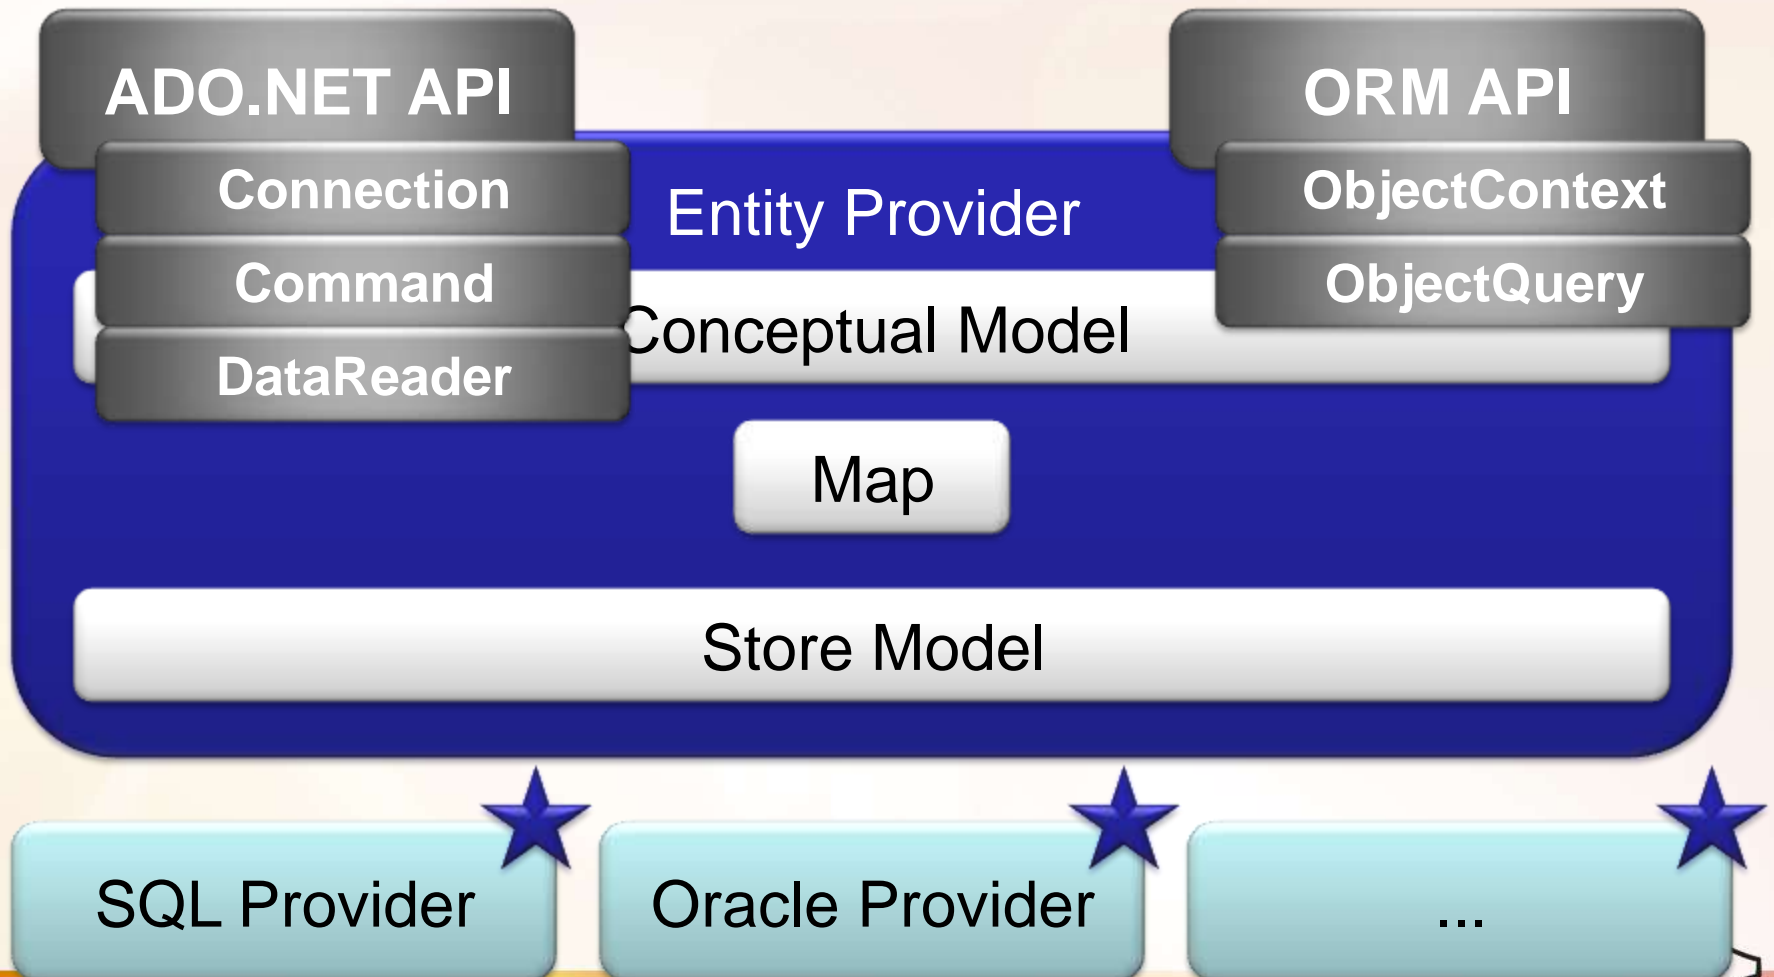 ADO.NET API
ORM API
Connection
Entity Provider
ObjectContext
Command
ObjectQuery
Conceptual Model
DataReader
Map
Store Model
SQL Provider
Oracle Provider
...